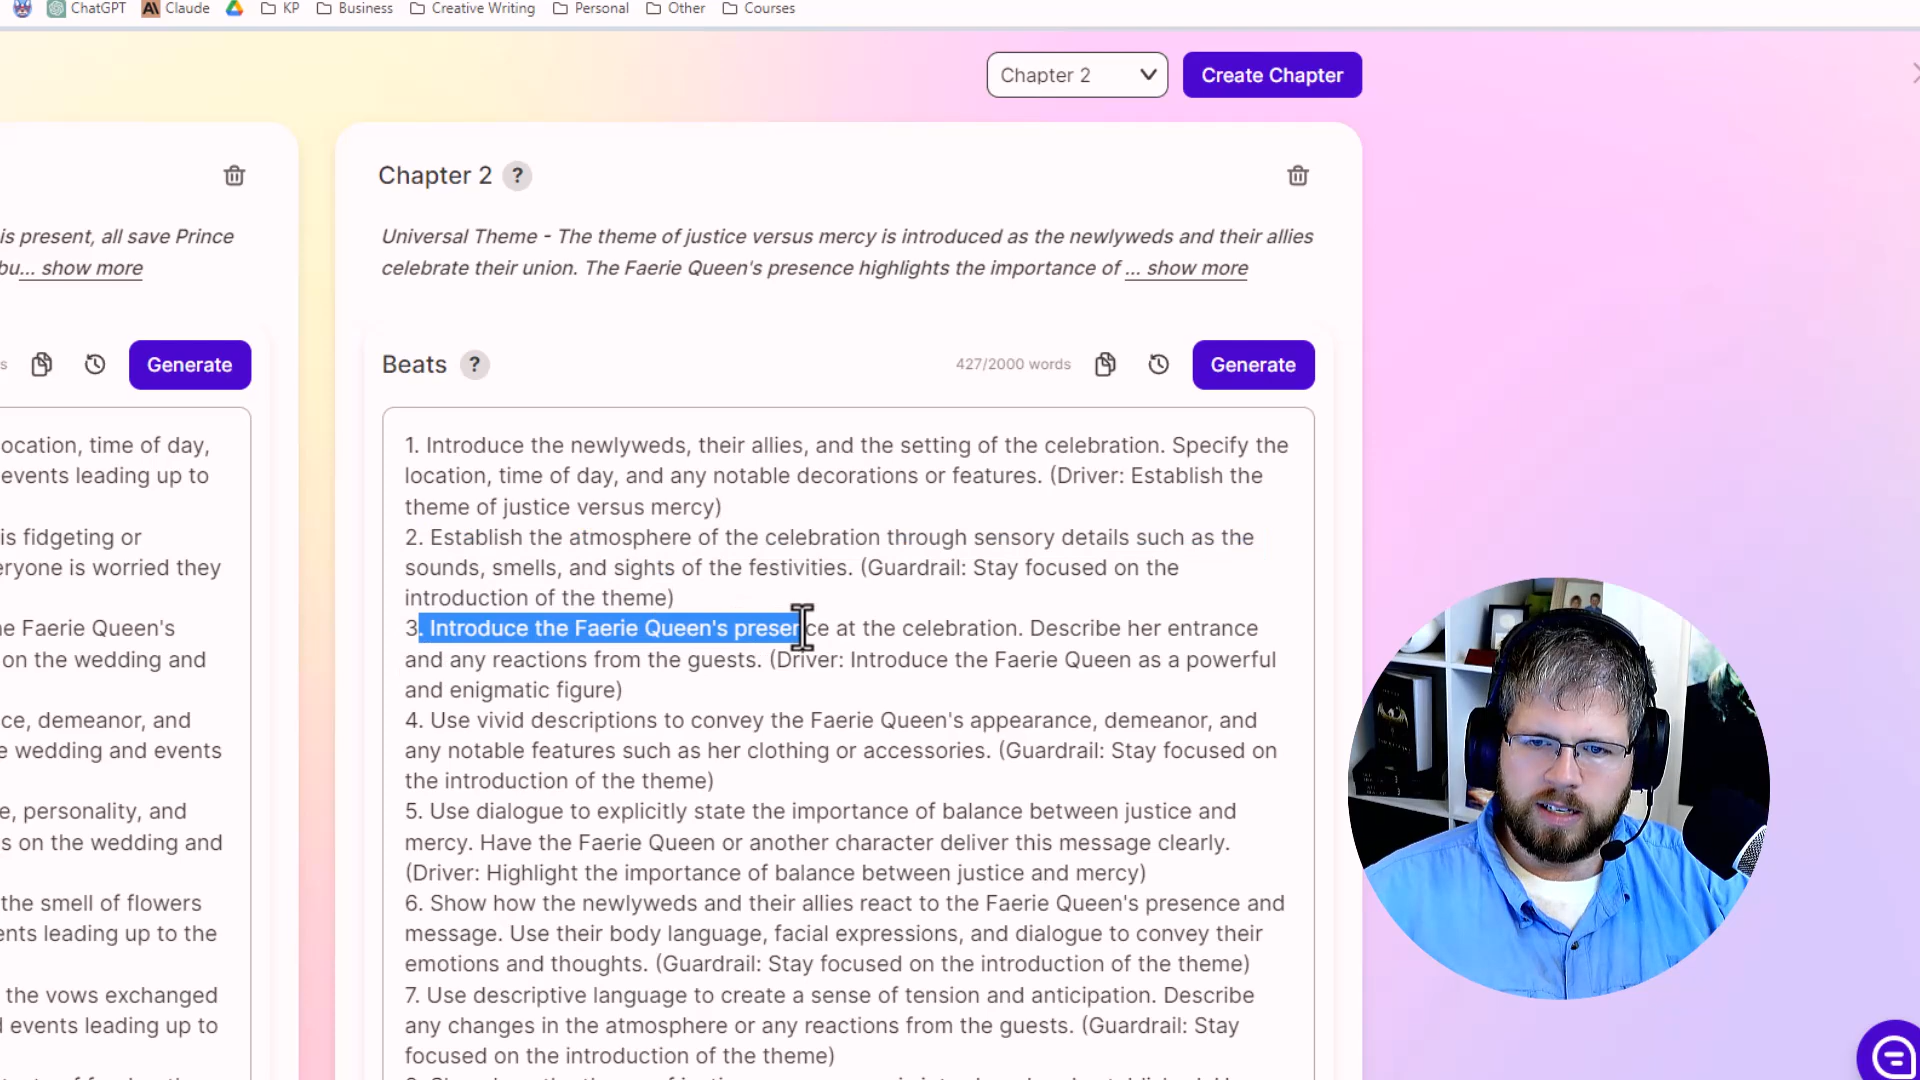 ChatGPT
Claude
KP
Business
Creative Writing
Personal
Other
Courses
Chapter 2
Create Chapter
is present, all save Prince
bu... show more
Generate
ocation, time of day,
events leading up to
is fidgeting or
eryone is worried they
e Faerie Queen's
on the wedding and
ce, demeanor, and
e wedding and events
e, personality, and
s on the wedding and
the smell of flowers
ents leading up to the
the vows exchanged
events leading up to
Chapter 2 ?
Universal Theme - The theme of justice versus mercy is introduced as the newlyweds and their allies
celebrate their union. The Faerie Queen's presence highlights the importance of ... show more
Beats ?
427/2000 words
Generate
1. Introduce the newlyweds, their allies, and the setting of the celebration. Specify the
location, time of day, and any notable decorations or features. (Driver: Establish the
theme of justice versus mercy)
2. Establish the atmosphere of the celebration through sensory details such as the
sounds, smells, and sights of the festivities. (Guardrail: Stay focused on the
introduction of the theme)
3. Introduce the Faerie Queen's presence at the celebration. Describe her entrance
and any reactions from the guests. (Driver: Introduce the Faerie Queen as a powerful
and enigmatic figure)
4. Use vivid descriptions to convey the Faerie Queen's appearance, demeanor, and
any notable features such as her clothing or accessories. (Guardrail: Stay focused on
the introduction of the theme)
5. Use dialogue to explicitly state the importance of balance between justice and
mercy. Have the Faerie Queen or another character deliver this message clearly.
(Driver: Highlight the importance of balance between justice and mercy)
6. Show how the newlyweds and their allies react to the Faerie Queen's presence and
message. Use their body language, facial expressions, and dialogue to convey their
emotions and thoughts. (Guardrail: Stay focused on the introduction of the theme)
7. Use descriptive language to create a sense of tension and anticipation. Describe
any changes in the atmosphere or any reactions from the guests. (Guardrail: Stay
focused on the introduction of the theme)